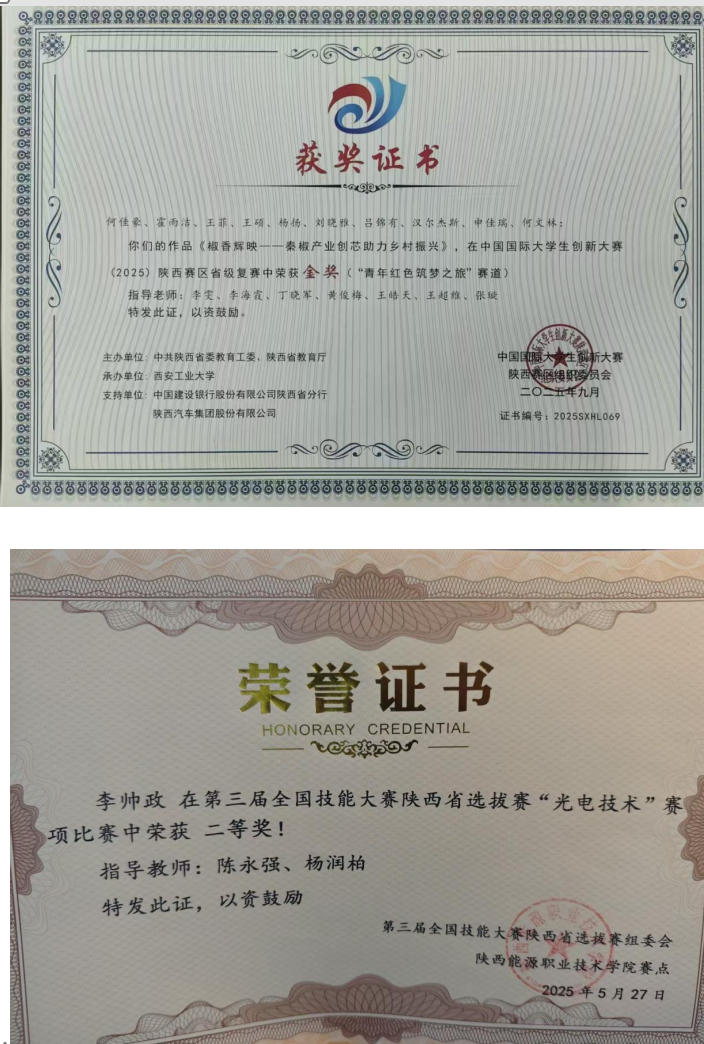 获奖证书
何佳豪、霍雨洁、王菲、王硕、杨扬、刘晓雅、吕锦有、汉尔杰斯、申佳瑞、何文林：
你们的作品《椒香辉映——秦椒产业创芯助力乡村振兴》，在中国国际大学生创新大赛
（2025）陕西赛区省级复赛中荣获 金奖（“青年红色筑梦之旅”赛道）
指导老师：李雯、李海霞、丁晓军、黄俊梅、王皓天、王超维、张璇
特发此证，以资鼓励。
主办单位：中共陕西省委教育工委、陕西省教育厅
承办单位：西安工业大学
支持单位：中国建设银行股份有限公司陕西省分行
陕西汽车集团股份有限公司
中国国际大学生创新大赛
陕西赛区组织委员会
二〇二五年九月
证书编号：2025SXHL069
荣誉证书
HONORARY CREDENTIAL
李帅政 在第三届全国技能大赛陕西省选拔赛“光电技术”赛
项比赛中荣获 二等奖！
指导教师：陈永强、杨润柏
特发此证，以资鼓励
第三届全国技能大赛陕西省选拔赛组委会
陕西能源职业技术学院赛点
2025 年 5 月 27 日